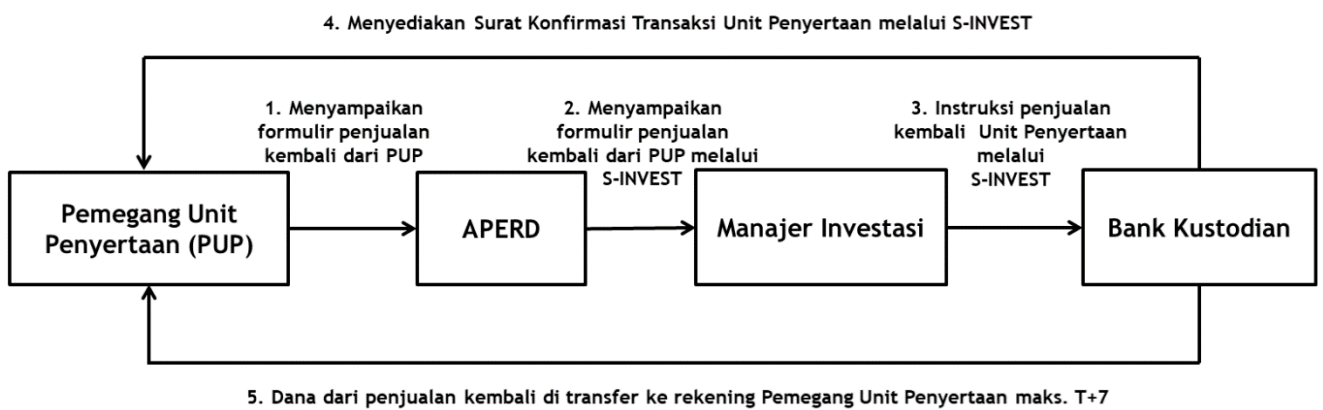 4. Menyediakan Surat Konfirmasi Transaksi Unit Penyertaan melalui S-INVEST
1. Menyampaikan
formulir penjualan
kembali dari PUP
2. Menyampaikan
formulir penjualan
kembali dari PUP melalui
S-INVEST
3. Instruksi penjualan
kembali Unit Penyertaan
melalui
S-INVEST
Pemegang Unit
Penyertaan (PUP)
APERD
Manajer Investasi
Bank Kustodian
5. Dana dari penjualan kembali di transfer ke rekening Pemegang Unit Penyertaan maks. T+7